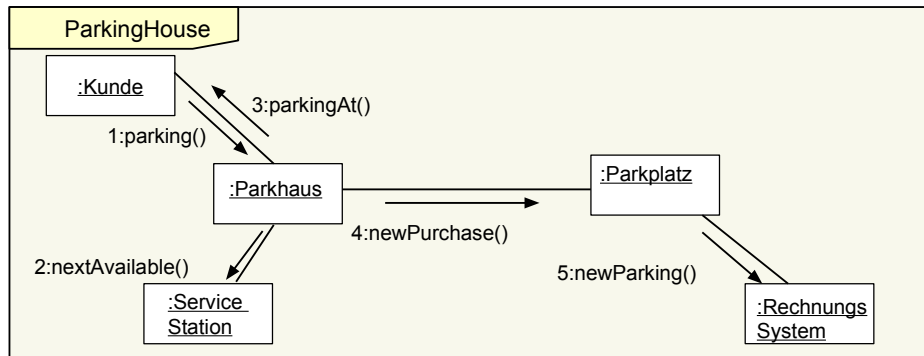 ParkingHouse
:Kunde
3:parkingAt()
1:parking()
:Parkhaus
:Parkplatz
4:newPurchase()
2:nextAvailable()
5:newParking()
:Service
Station
:Rechnungs
System